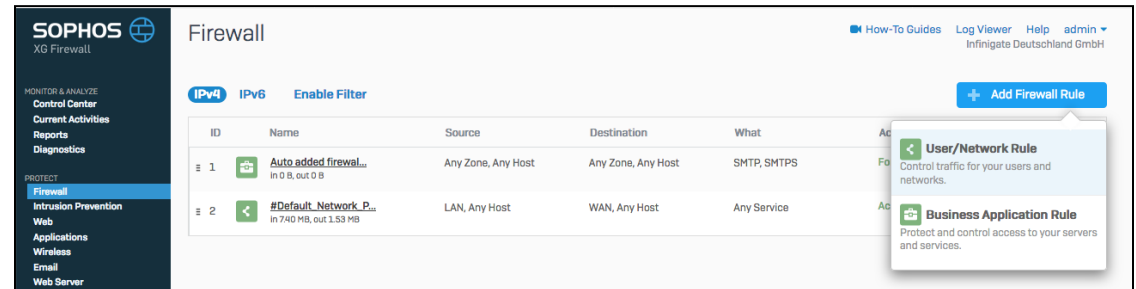 SOPHOS
XG Firewall
MONITOR & ANALYZE
Control Center
Current Activities
Reports
Diagnostics
PROTECT
Firewall
Intrusion Prevention
Web
Applications
Wireless
Email
Web Server
Firewall
How-To Guides Log Viewer Help admin
Infinigate Deutschland GmbH
IPv4 IPv6 Enable Filter
Add Firewall Rule
ID Name Source Destination What
1 Auto added firewal... Any Zone, Any Host Any Zone, Any Host SMTP, SMTPS Fo
in 0 B, out 0 B
2 #Default_Network_P... LAN, Any Host WAN, Any Host Any Service Ac
in 7.40 MB, out 1.53 MB
User/Network Rule
Control traffic for your users and
networks.
Business Application Rule
Protect and control access to your servers
and services.